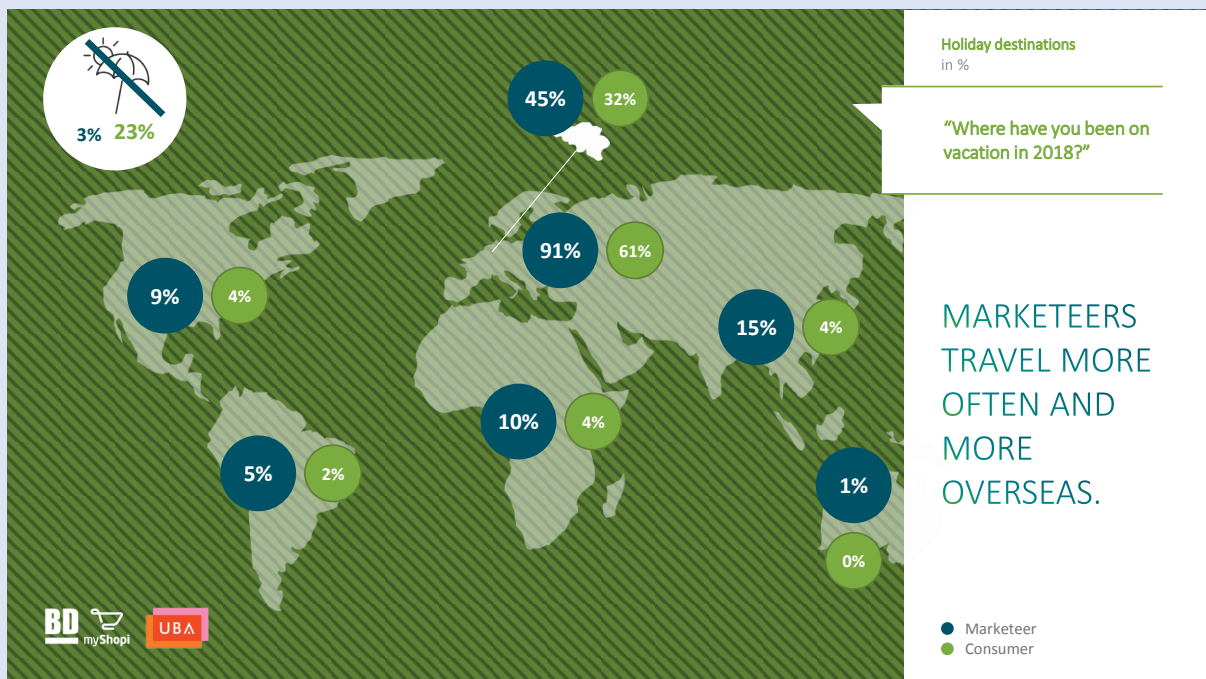 3% 23%
45% 32%
91% 61%
9% 4%
15% 4%
10% 4%
5% 2%
1%
0%
BD
myShopi
UBA
Holiday destinations
in %
“Where have you been on
vacation in 2018?”
MARKETEERS
TRAVEL MORE
OFTEN AND
MORE
OVERSEAS.
Marketeer
Consumer